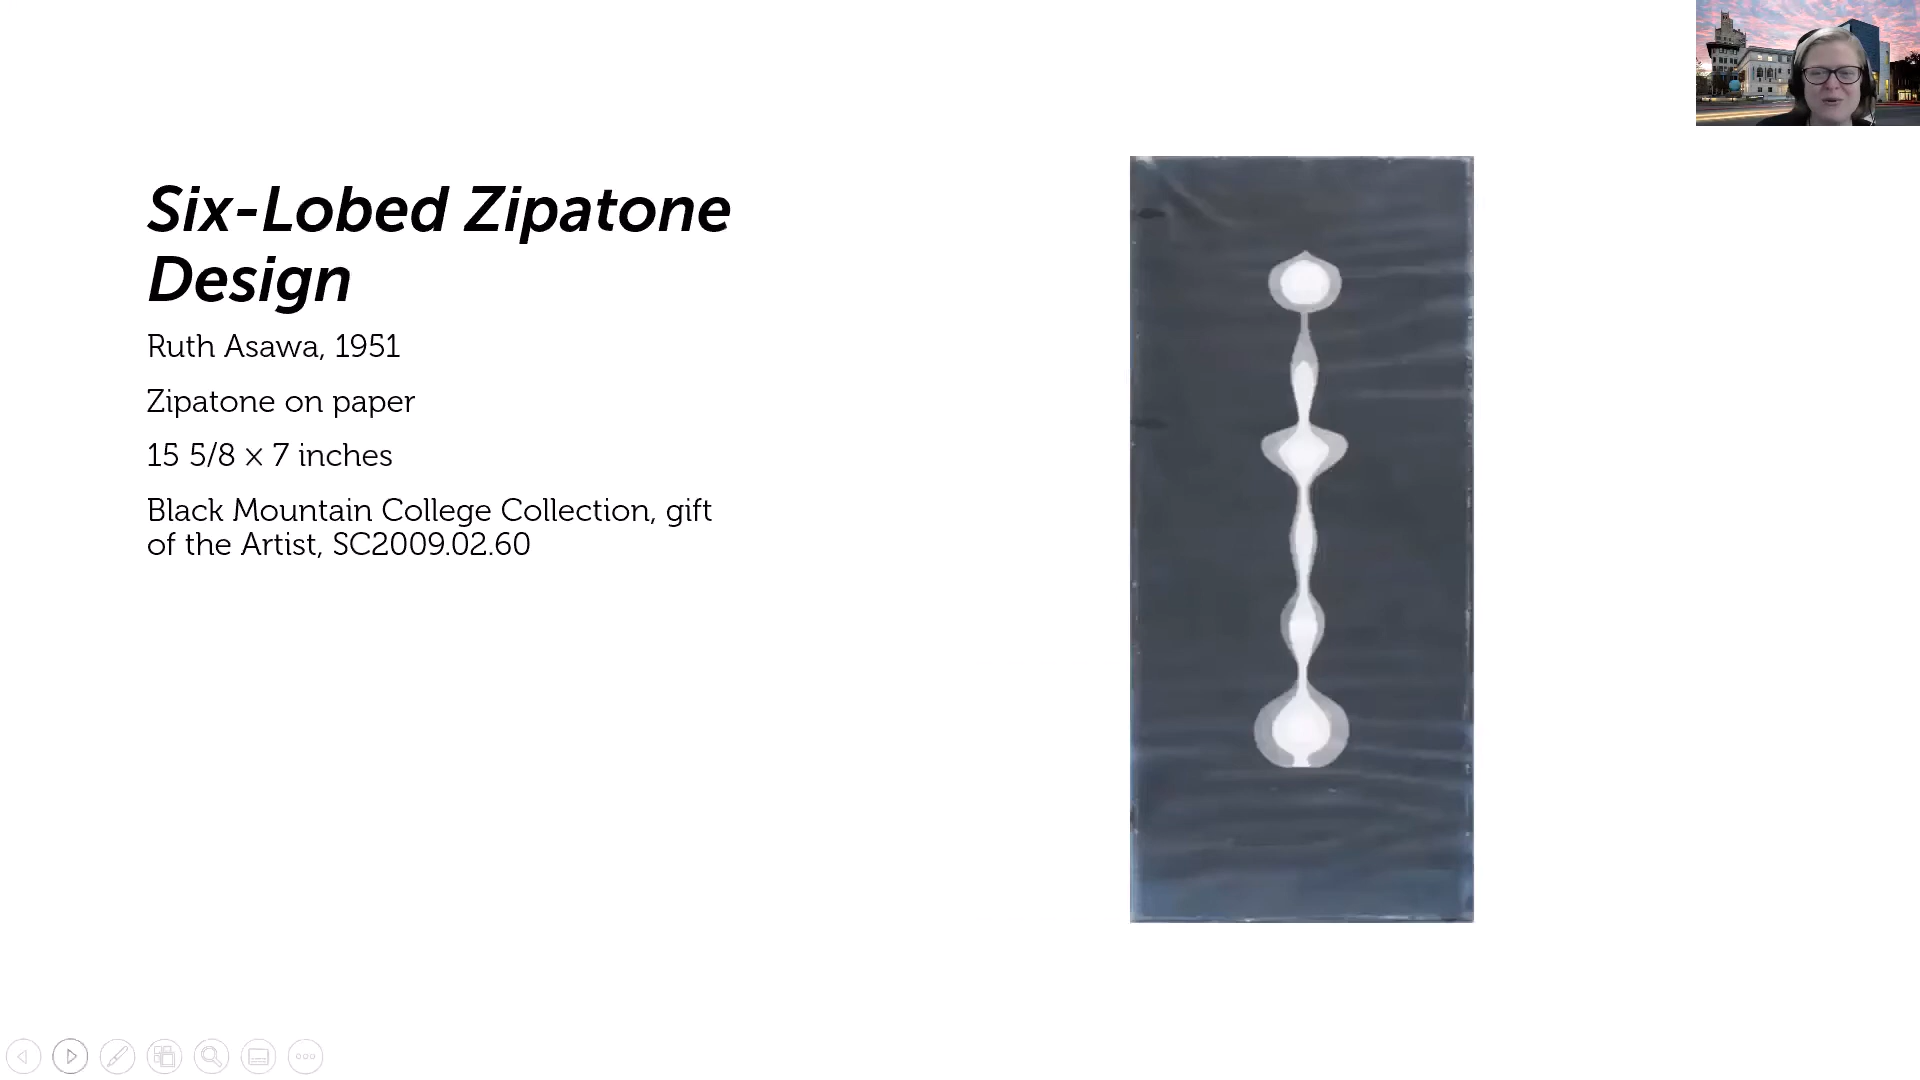 Six-Lobed Zipatone
Design
Ruth Asawa, 1951
Zipatone on paper
15 5/8 × 7 inches
Black Mountain College Collection, gift
of the Artist, SC2009.02.60